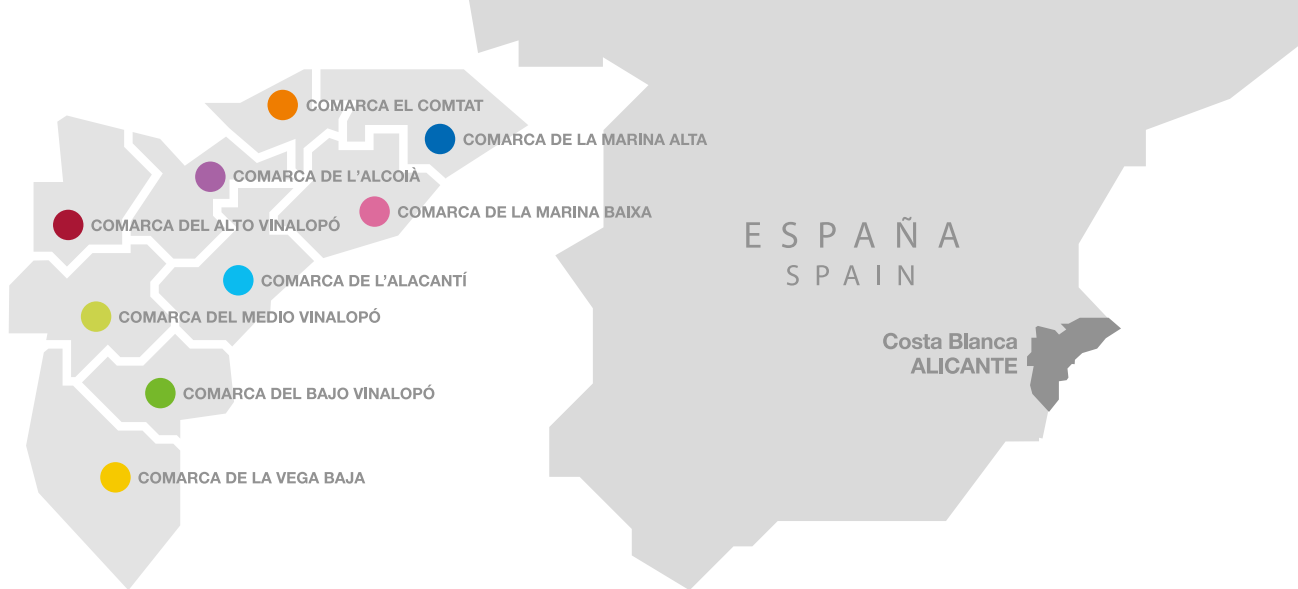 COMARCA EL COMTAT
COMARCA DE LA MARINA ALTA
COMARCA DE L'ALCOIÀ
COMARCA DE LA MARINA BAIXA
COMARCA DEL ALTO VINALOPÓ
COMARCA DE L'ALACANTÍ
COMARCA DEL MEDIO VINALOPÓ
COMARCA DEL BAJO VINALOPÓ
COMARCA DE LA VEGA BAJA
ESPAÑA
SPAIN
Costa Blanca
ALICANTE